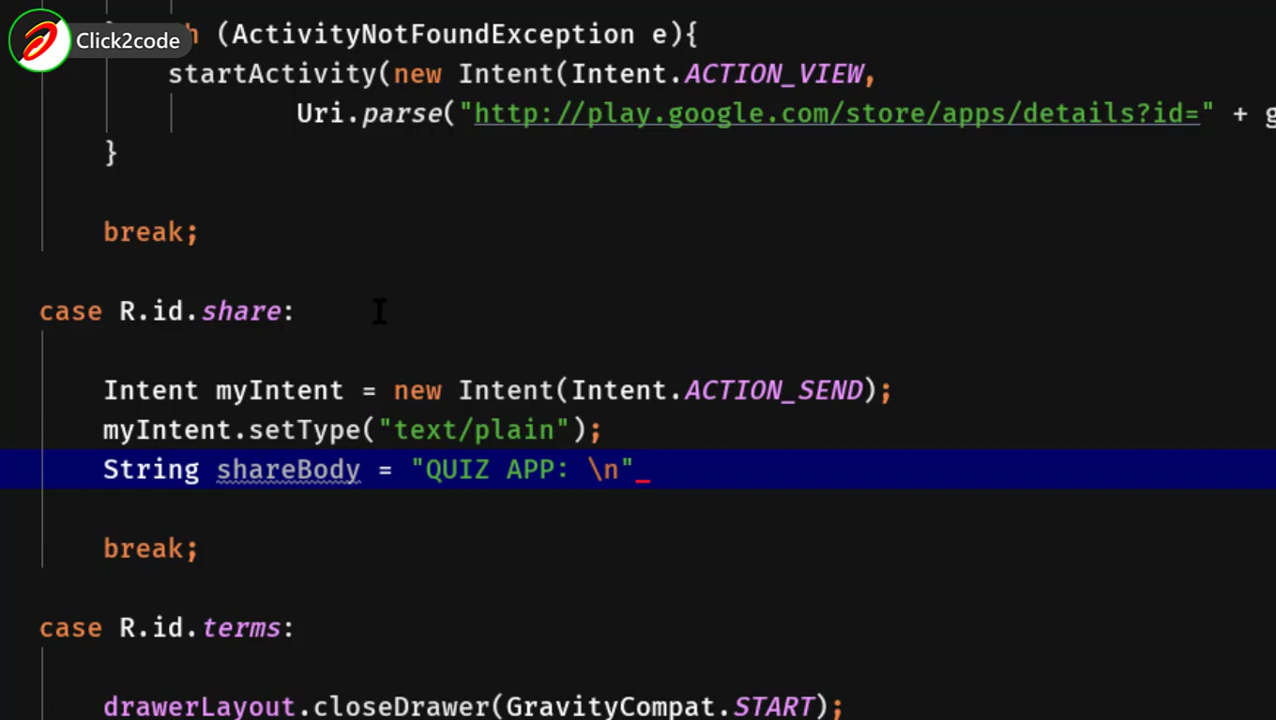 Click2code
(ActivityNotFoundException e){
startActivity(new Intent(Intent.ACTION_VIEW,
Uri.parse("http://play.google.com/store/apps/details?id=" + g
}
break;
case R.id.share:
Intent myIntent = new Intent(Intent.ACTION_SEND);
myIntent.setType("text/plain");
String shareBody = "QUIZ APP: \n"
break;
case R.id.terms:
drawerLayout.closeDrawer(GravityCompat.START);